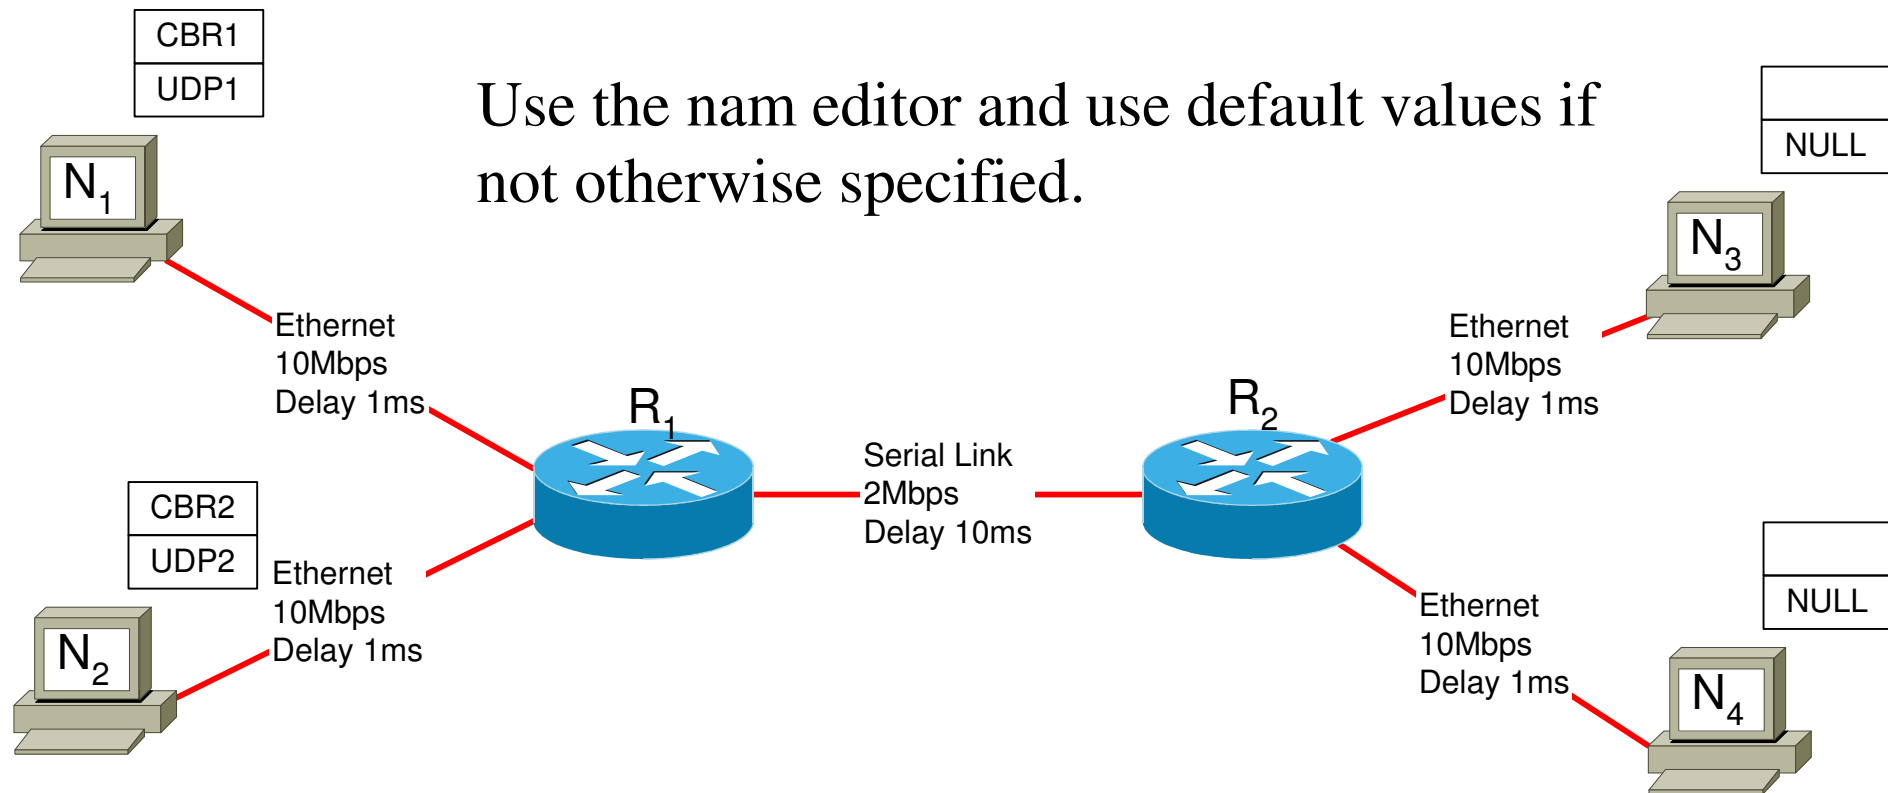 CBR1
UDP1
Use the nam editor and use default values if
not otherwise specified.
NULL
N1
N3
Ethernet
10Mbps
Delay 1ms
Ethernet
10Mbps
Delay 1ms
R1
R2
Serial Link
2Mbps
Delay 10ms
CBR2
UDP2
Ethernet
10Mbps
Delay 1ms
N2
NULL
Ethernet
10Mbps
Delay 1ms
N4